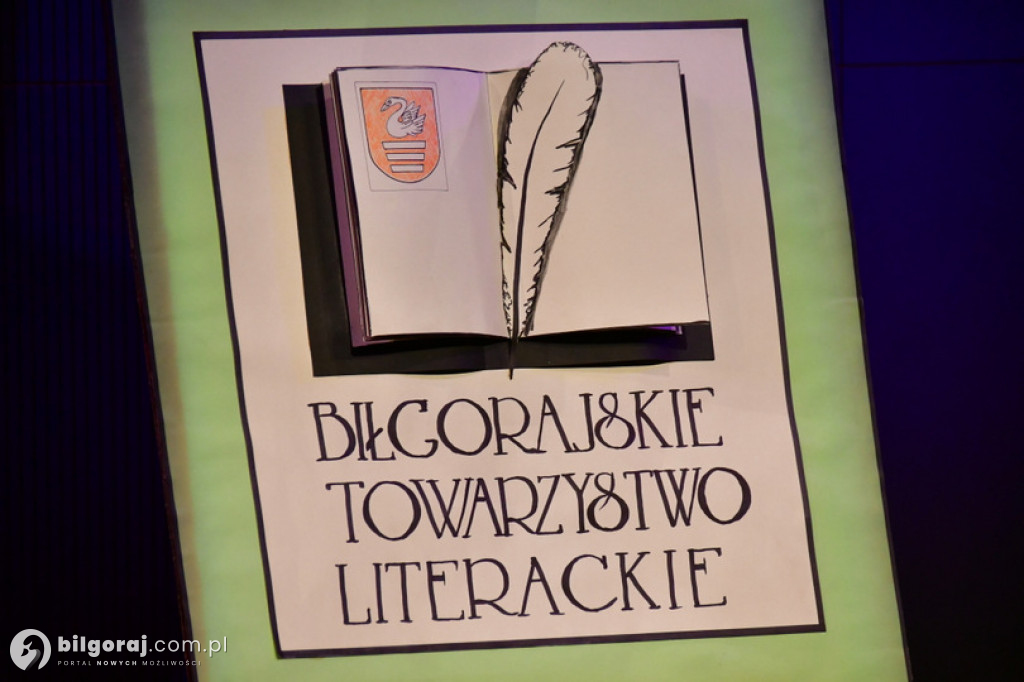 BIŁGORAJSKIE
TOWARZYSTWO
LITERACKIE
bilgoraj.com.pl
PORTAL NOWYCH MOŻLIWOŚCI